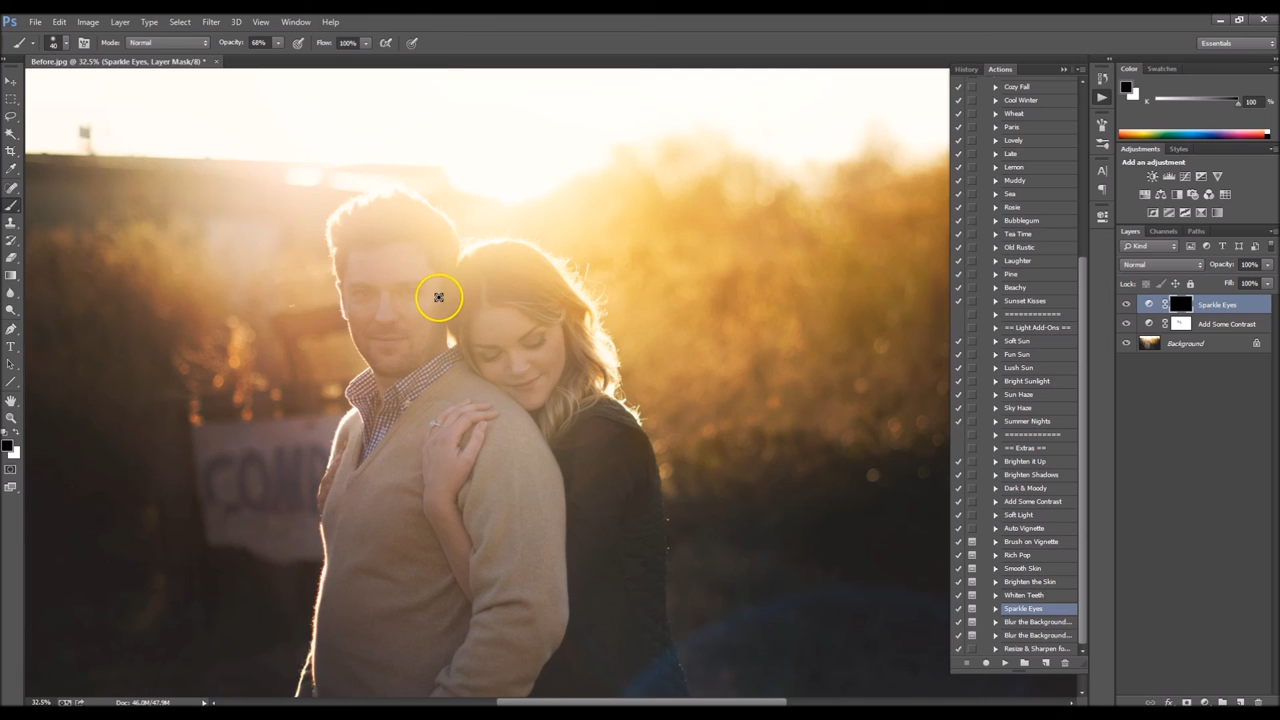 Ps File Edit Image Layer Type Select Filter 3D View Window Help
40 Mode: Normal Opacity: 68% Flow: 100% Essentials
Before.jpg @ 32.5% (Sparkle Eyes, Layer Mask/8) * ×
History Actions
Cozy Fall
Cool Winter
Wheat
Paris
Lovely
Late
Lemon
Muddy
Sea
Rosie
Bubblegum
Tea Time
Old Rustic
Laughter
Pine
Beachy
Sunset Kisses
============
== Light Add-Ons ==
Soft Sun
Fun Sun
Lush Sun
Bright Sunlight
Sun Haze
Sky Haze
Summer Nights
============
== Extras ==
Brighten it Up
Brighten Shadows
Dark & Moody
Add Some Contrast
Soft Light
Auto Vignette
Brush on Vignette
Rich Pop
Smooth Skin
Brighten the Skin
Whiten Teeth
Sparkle Eyes
Blur the Background...
Blur the Background...
Resize & Sharpen fo...
Color Swatches
K 100 %
Adjustments Styles
Add an adjustment
Layers Channels Paths
Kind
Normal Opacity: 100%
Lock: Fill: 100%
Sparkle Eyes
Add Some Contrast
Background
GO
32.5% Doc: 46.0M/47.9M